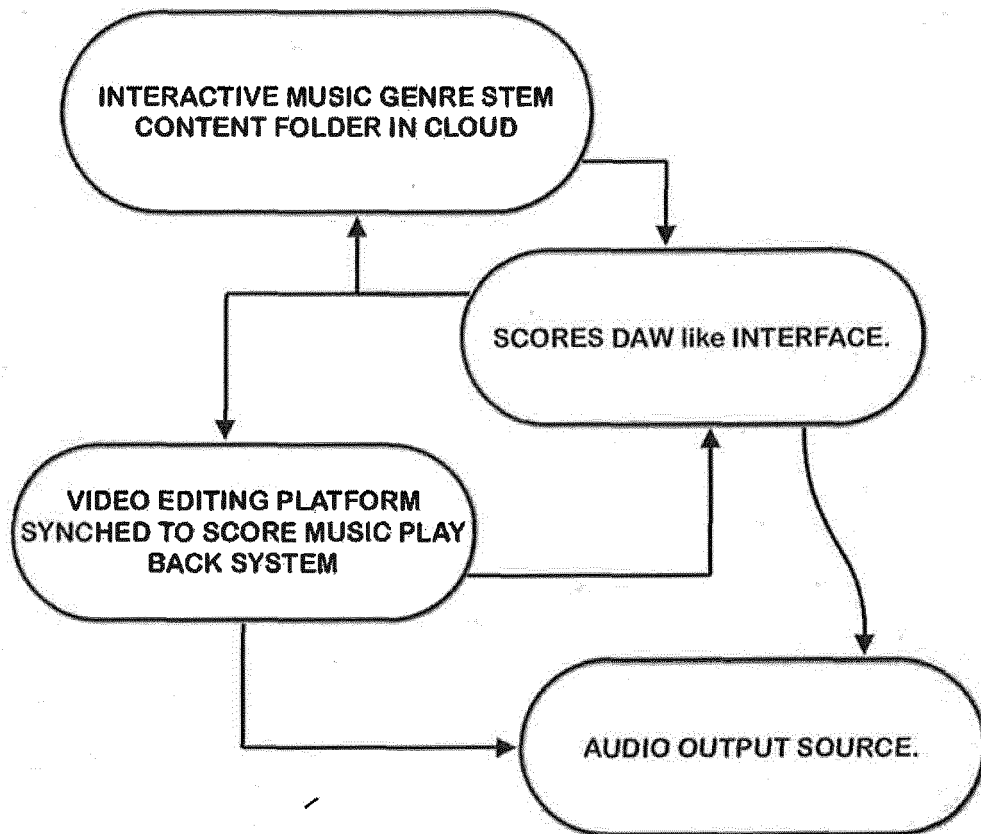 INTERACTIVE MUSIC GENRE STEM
CONTENT FOLDER IN CLOUD
SCORES DAW like INTERFACE.
VIDEO EDITING PLATFORM
SYNCHED TO SCORE MUSIC PLAY
BACK SYSTEM
AUDIO OUTPUT SOURCE.